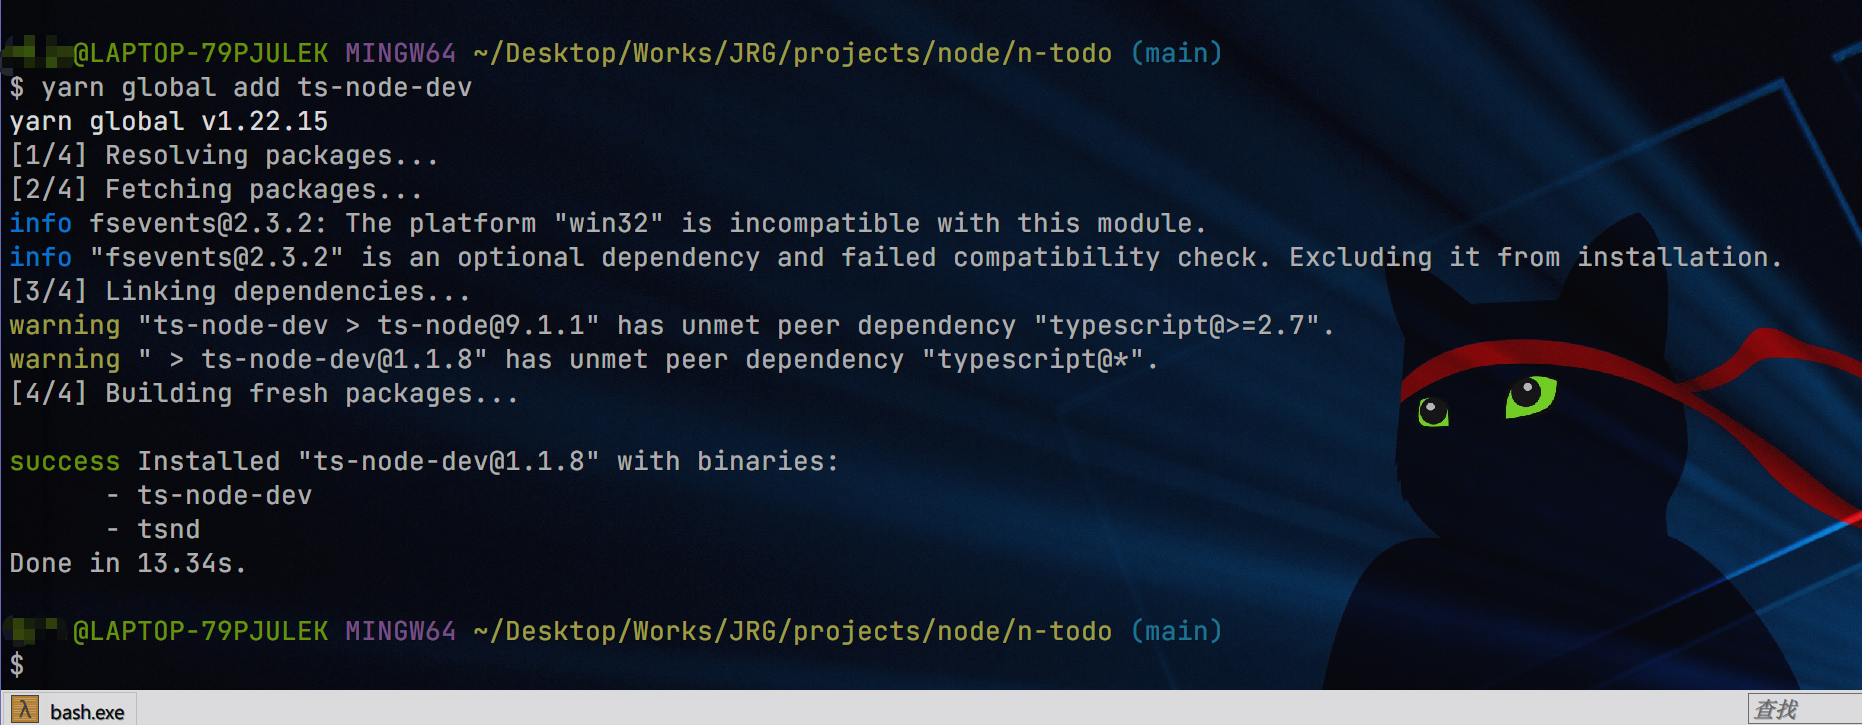 @LAPTOP-79PJULEK MINGW64 ~/Desktop/Works/JRG/projects/node/n-todo (main)
$ yarn global add ts-node-dev
yarn global v1.22.15
[1/4] Resolving packages...
[2/4] Fetching packages...
info fsevents@2.3.2: The platform "win32" is incompatible with this module.
info "fsevents@2.3.2" is an optional dependency and failed compatibility check. Excluding it from installation.
[3/4] Linking dependencies...
warning "ts-node-dev > ts-node@9.1.1" has unmet peer dependency "typescript@>=2.7".
warning " > ts-node-dev@1.1.8" has unmet peer dependency "typescript@*".
[4/4] Building fresh packages...
success Installed "ts-node-dev@1.1.8" with binaries:
- ts-node-dev
- tsnd
Done in 13.34s.
@LAPTOP-79PJULEK MINGW64 ~/Desktop/Works/JRG/projects/node/n-todo (main)
$
λ bash.exe
查找